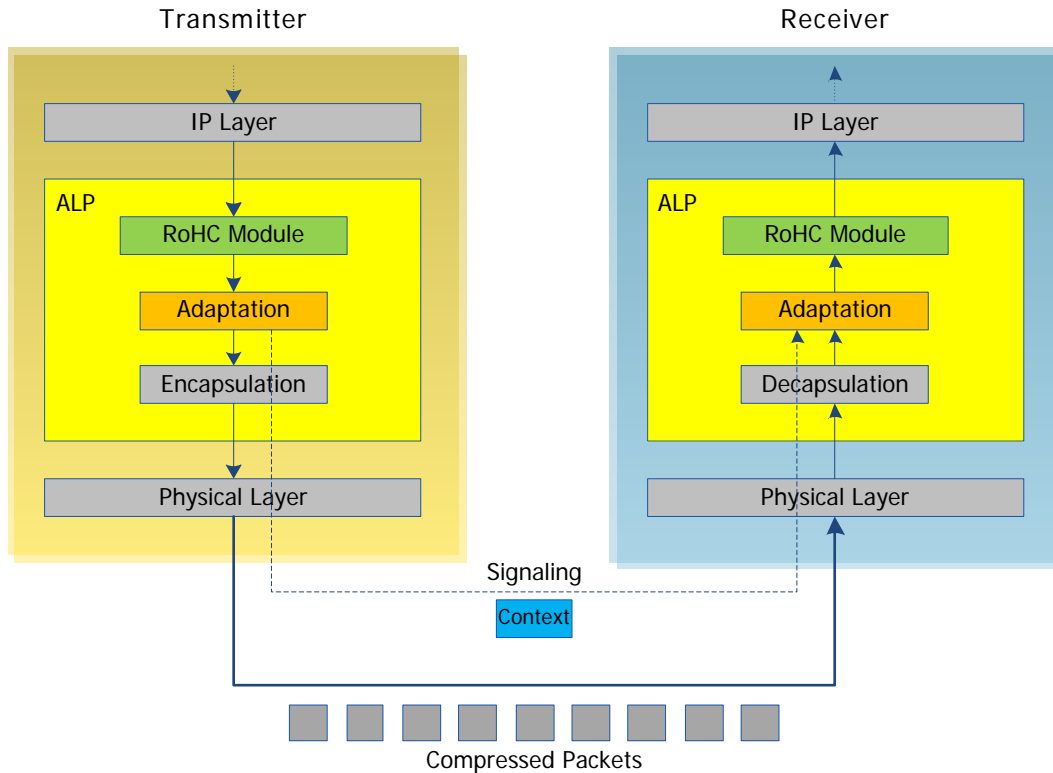 Transmitter
Receiver
IP Layer
IP Layer
ALP
ALP
RoHC Module
RoHC Module
Adaptation
Adaptation
Encapsulation
Decapsulation
Physical Layer
Physical Layer
Signaling
Context
Compressed Packets